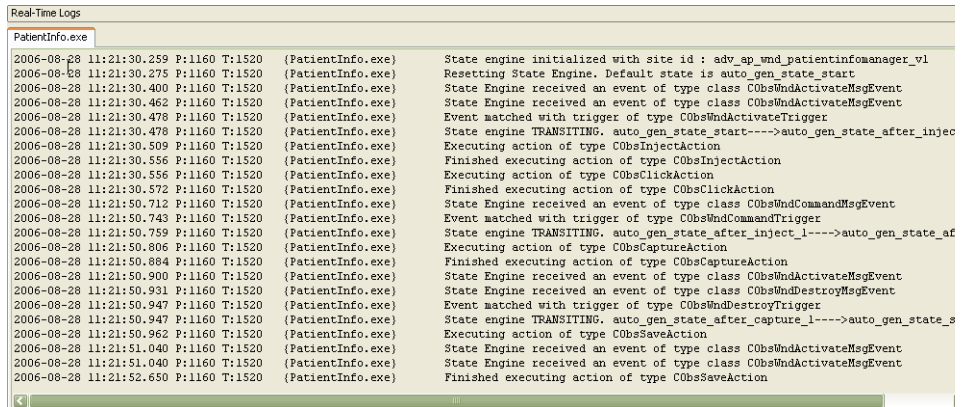 Real-Time Logs
PatientInfo.exe
2006-08-28 11:21:30.259 P:1160 T:1520 {PatientInfo.exe} State engine initialized with site id : adv_ap_wnd_patientinfomanager_v1
2006-08-28 11:21:30.275 P:1160 T:1520 {PatientInfo.exe} Resetting State Engine. Default state is auto_gen_state_start
2006-08-28 11:21:30.400 P:1160 T:1520 {PatientInfo.exe} State Engine received an event of type class CObsWndActivateMsgEvent
2006-08-28 11:21:30.462 P:1160 T:1520 {PatientInfo.exe} State Engine received an event of type class CObsWndActivateMsgEvent
2006-08-28 11:21:30.478 P:1160 T:1520 {PatientInfo.exe} Event matched with trigger of type CObsWndActivateTrigger
2006-08-28 11:21:30.478 P:1160 T:1520 {PatientInfo.exe} State engine TRANSITING. auto_gen_state_start---->auto_gen_state_after_injec
2006-08-28 11:21:30.509 P:1160 T:1520 {PatientInfo.exe} Executing action of type CObsInjectAction
2006-08-28 11:21:30.556 P:1160 T:1520 {PatientInfo.exe} Finished executing action of type CObsInjectAction
2006-08-28 11:21:30.556 P:1160 T:1520 {PatientInfo.exe} Executing action of type CObsClickAction
2006-08-28 11:21:30.572 P:1160 T:1520 {PatientInfo.exe} Finished executing action of type CObsClickAction
2006-08-28 11:21:50.712 P:1160 T:1520 {PatientInfo.exe} State Engine received an event of type class CObsWndCommandMsgEvent
2006-08-28 11:21:50.743 P:1160 T:1520 {PatientInfo.exe} Event matched with trigger of type CObsWndCommandTrigger
2006-08-28 11:21:50.759 P:1160 T:1520 {PatientInfo.exe} State engine TRANSITING. auto_gen_state_after_inject_1---->auto_gen_state_af
2006-08-28 11:21:50.806 P:1160 T:1520 {PatientInfo.exe} Executing action of type CObsCaptureAction
2006-08-28 11:21:50.884 P:1160 T:1520 {PatientInfo.exe} Finished executing action of type CObsCaptureAction
2006-08-28 11:21:50.900 P:1160 T:1520 {PatientInfo.exe} State Engine received an event of type class CObsWndActivateMsgEvent
2006-08-28 11:21:50.931 P:1160 T:1520 {PatientInfo.exe} State Engine received an event of type class CObsWndDestroyMsgEvent
2006-08-28 11:21:50.947 P:1160 T:1520 {PatientInfo.exe} Event matched with trigger of type CObsWndDestroyTrigger
2006-08-28 11:21:50.947 P:1160 T:1520 {PatientInfo.exe} State engine TRANSITING. auto_gen_state_after_capture_1---->auto_gen_state_s
2006-08-28 11:21:50.962 P:1160 T:1520 {PatientInfo.exe} Executing action of type CObsSaveAction
2006-08-28 11:21:51.040 P:1160 T:1520 {PatientInfo.exe} State Engine received an event of type class CObsWndActivateMsgEvent
2006-08-28 11:21:51.040 P:1160 T:1520 {PatientInfo.exe} State Engine received an event of type class CObsWndActivateMsgEvent
2006-08-28 11:21:52.650 P:1160 T:1520 {PatientInfo.exe} Finished executing action of type CObsSaveAction